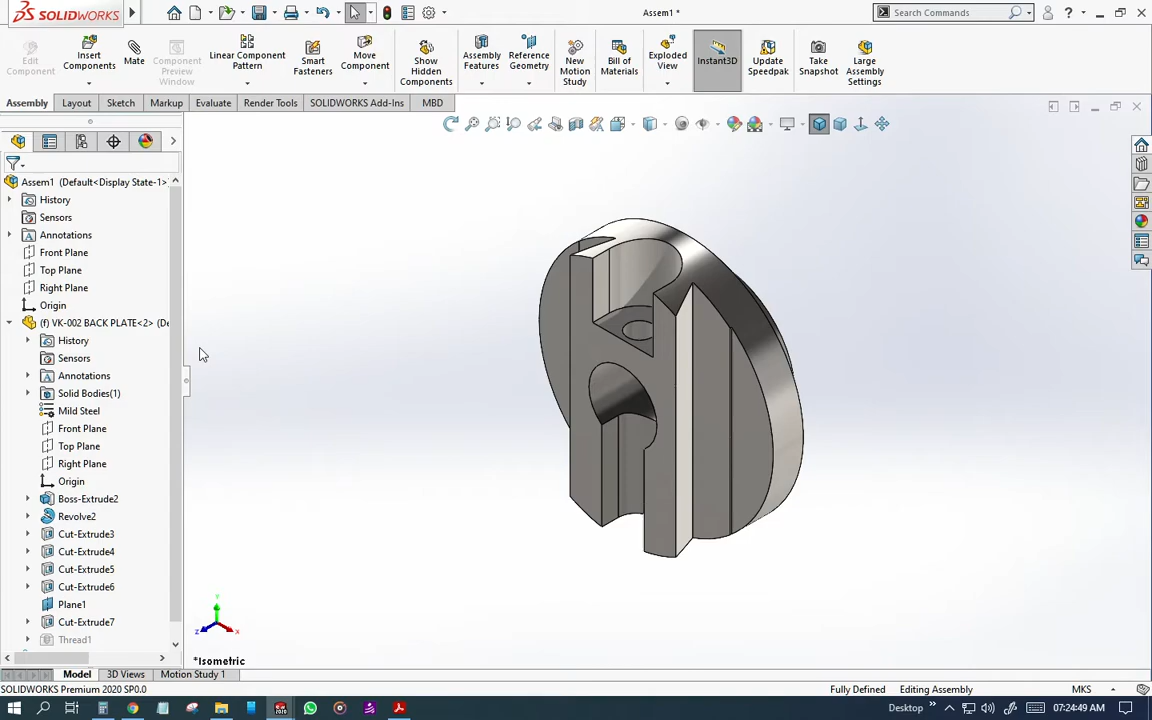 SOLIDWORKS
Assem1 *
Search Commands
Edit Component
Insert Components
Mate
Component Preview Window
Linear Component Pattern
Smart Fasteners
Move Component
Show Hidden Components
Assembly Features
Reference Geometry
New Motion Study
Bill of Materials
Exploded View
Instant3D
Update Speedpak
Take Snapshot
Large Assembly Settings
Assembly
Layout
Sketch
Markup
Evaluate
Render Tools
SOLIDWORKS Add-Ins
MBD
Assem1 (Default<Display State-1>
History
Sensors
Annotations
Front Plane
Top Plane
Right Plane
Origin
(f) VK-002 BACK PLATE<2> (De
History
Sensors
Annotations
Solid Bodies(1)
Mild Steel
Front Plane
Top Plane
Right Plane
Origin
Boss-Extrude2
Revolve2
Cut-Extrude3
Cut-Extrude4
Cut-Extrude5
Cut-Extrude6
Plane1
Cut-Extrude7
Thread1
Y
X
Z
*Isometric
Model
3D Views
Motion Study 1
SOLIDWORKS Premium 2020 SP0.0
Fully Defined
Editing Assembly
MKS
Desktop
07:24:49 AM